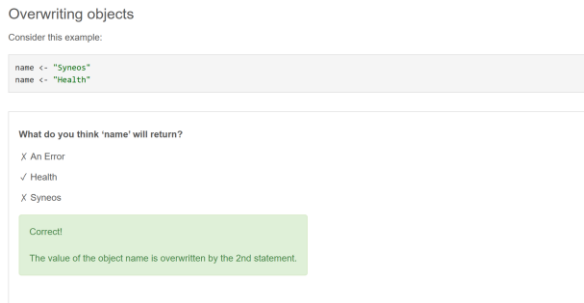 Overwriting objects
Consider this example:
name <- "Syneos"
name <- "Health"
What do you think ‘name’ will return?
✗ An Error
✓ Health
✗ Syneos
Correct!
The value of the object name is overwritten by the 2nd statement.